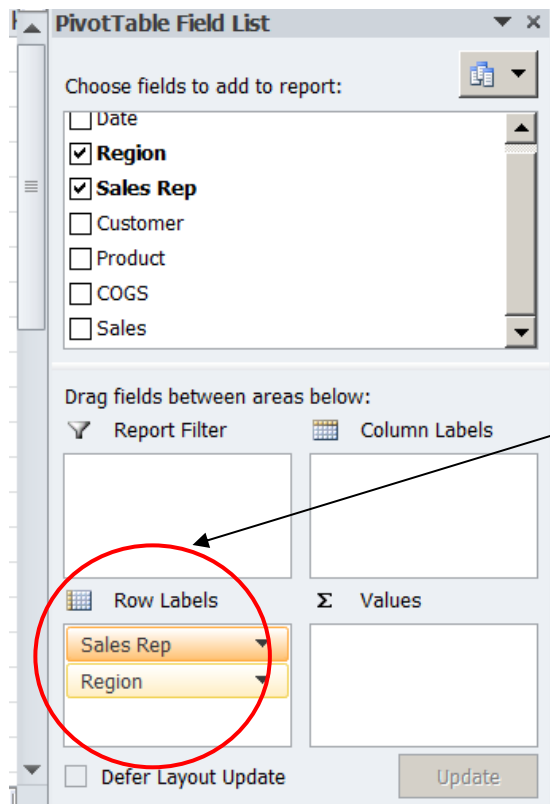 PivotTable Field List
Choose fields to add to report:
Date
Region
Sales Rep
Customer
Product
COGS
Sales
Drag fields between areas below:
Report Filter
Column Labels
Row Labels
Σ Values
Sales Rep
Region
Defer Layout Update
Update